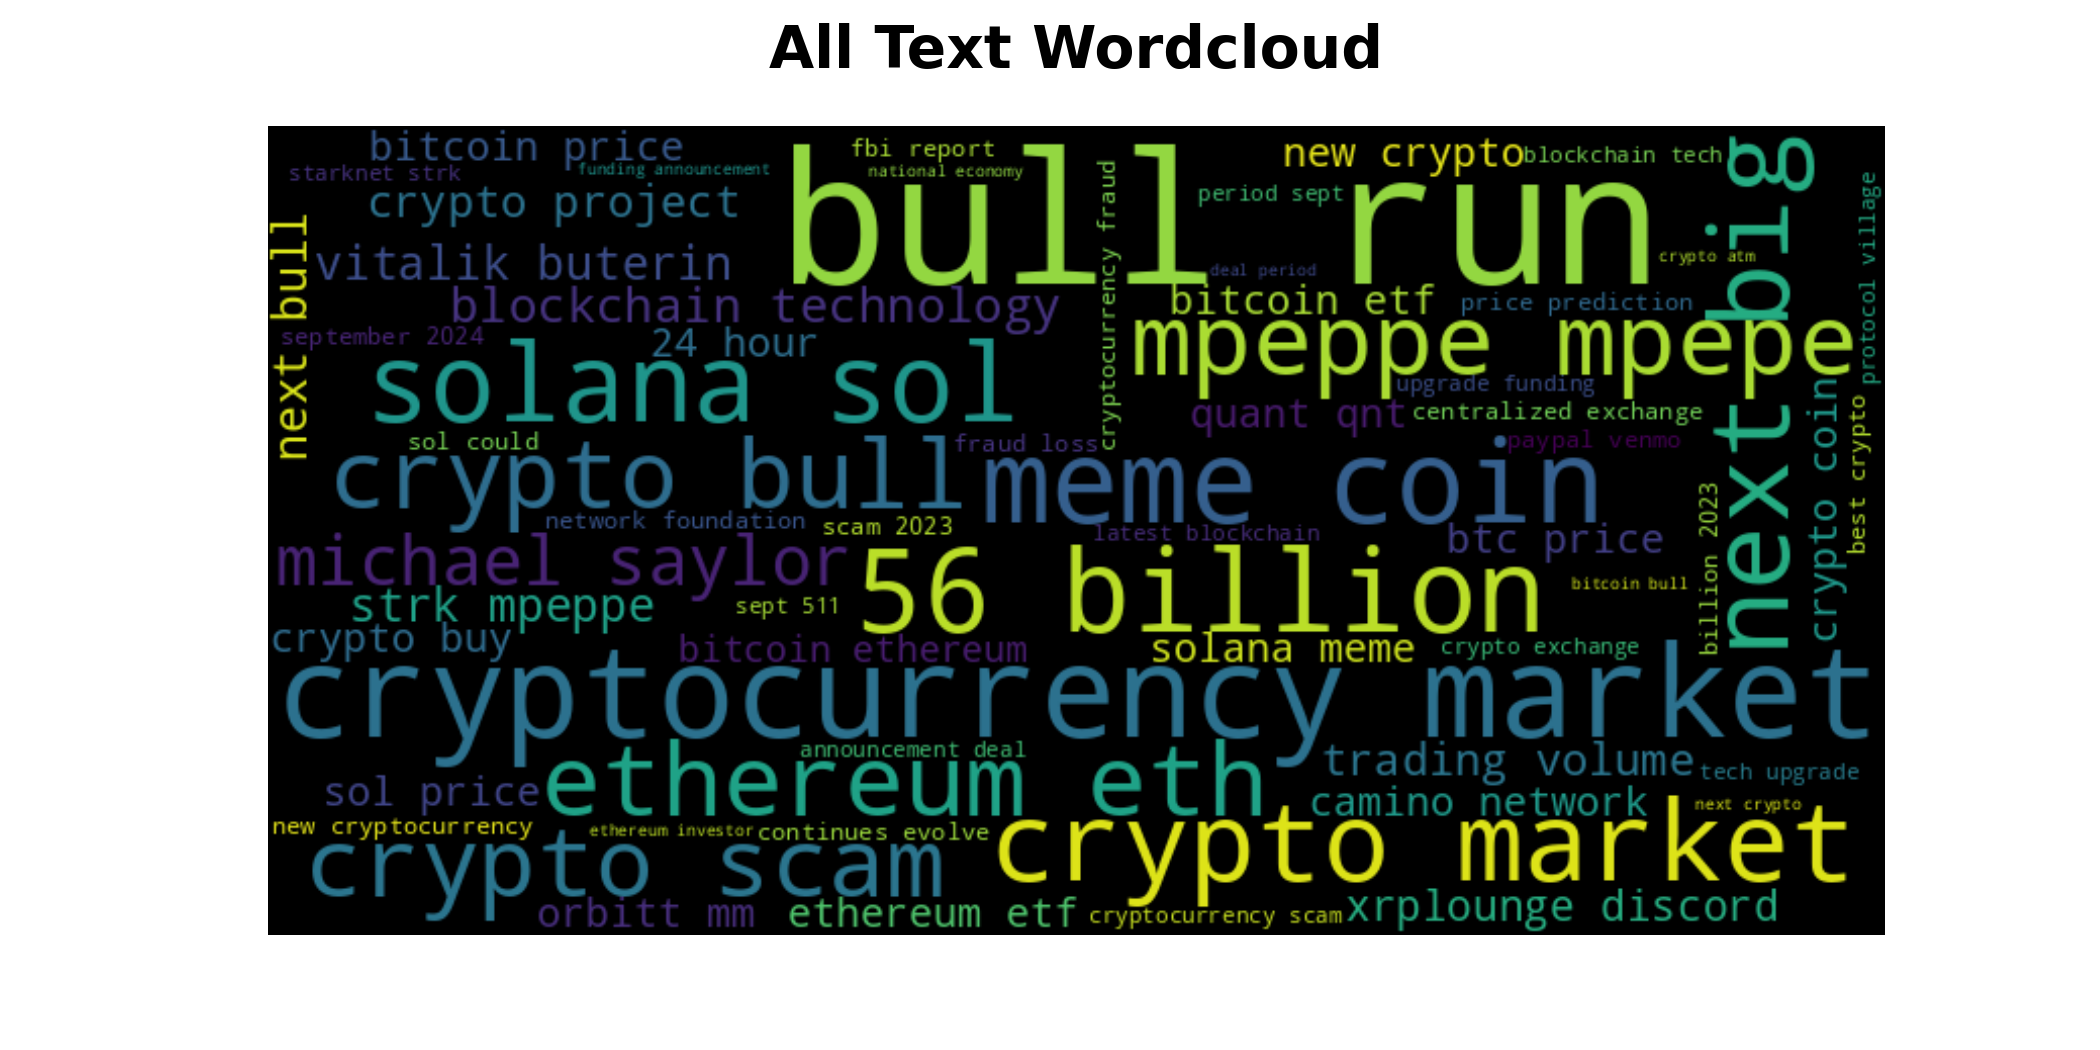 All Text Wordcloud
bitcoin price
fbi report
new crypto
blockchain tech
starknet strk
funding announcement
national economy
bull run
next big
crypto project
period sept
cryptocurrency fraud
protocol village
next bull
vitalik buterin
crypto atm
deal period
blockchain technology
bitcoin etf
price prediction
september 2024
24 hour
mpeppe mpepe
solana sol
upgrade funding
quant qnt
centralized exchange
crypto coin
best crypto
sol could
fraud loss
paypal venmo
crypto bull
meme coin
network foundation
scam 2023
latest blockchain
btc price
billion 2023
michael saylor
56 billion
bitcoin bull
strk mpeppe
sept 511
crypto buy
bitcoin ethereum
solana meme
crypto exchange
cryptocurrency market
announcement deal
trading volume
tech upgrade
sol price
ethereum eth
camino network
next crypto
new cryptocurrency
ethereum investor
continues evolve
crypto market
crypto scam
orbitt mm
ethereum etf
cryptocurrency scam
xrplounge discord